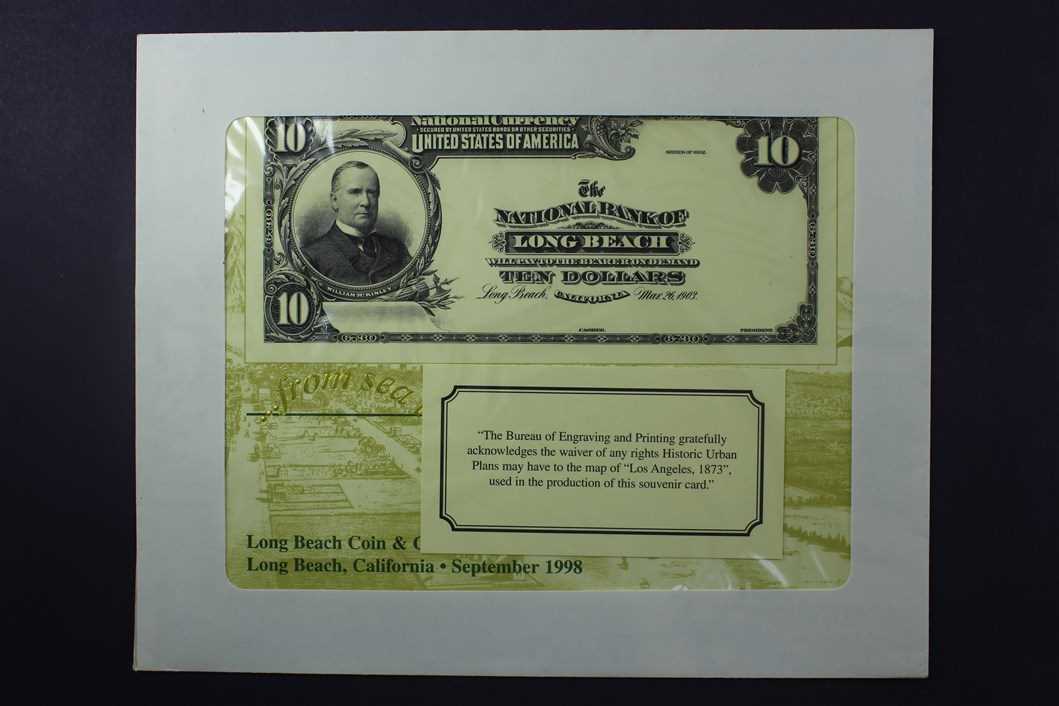 10
National Currency
SECURED BY UNITED STATES BONDS OR OTHER SECURITIES
UNITED STATES OF AMERICA
10
The
NATIONAL BANK OF
LONG BEACH
WILL PAY TO THE BEARER ON DEMAND
TEN DOLLARS
Long Beach, CALIFORNIA Mar. 26, 1903.
WILLIAM McKINLEY
10
CASHIER.
PRESIDENT.
...from sea
"The Bureau of Engraving and Printing gratefully
acknowledges the waiver of any rights Historic Urban
Plans may have to the map of "Los Angeles, 1873",
used in the production of this souvenir card."
Long Beach Coin & C
Long Beach, California • September 1998